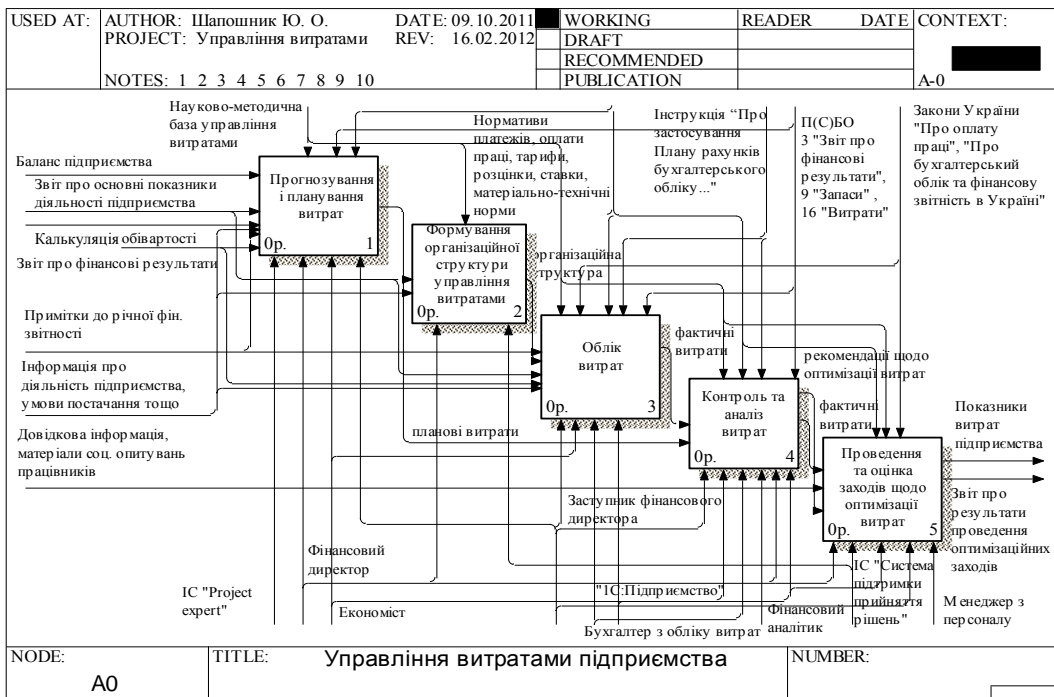 USED AT:
AUTHOR: Шапошник Ю. О.
DATE: 09.10.2011
PROJECT: Управління витратами
REV: 16.02.2012
NOTES: 1 2 3 4 5 6 7 8 9 10
WORKING
DRAFT
RECOMMENDED
PUBLICATION
READER
DATE
CONTEXT:
A-0
Науково-методична
база управління
витратами
Нормативи
платежів, оплати
праці, тарифи,
розцінки, ставки,
матеріально-технічні
норми
Інструкція “Про
застосування
Плану рахунків
бухгалтерського
обліку..."
П(С)БО
3 "Звіт про
фінансові
результати",
9 "Запаси" ,
16 "Витрати"
Закони України
"Про оплату
праці", "Про
бухгалтерський
облік та фінансову
звітність в Україні"
Баланс підприємства
Звіт про основні показники
діяльності підприємства
Калькуляція обівартості
Звіт про фінансові результати
Примітки до річної фін.
звітності
Інформація про
діяльність підприємства,
умови постачання тощо
Довідкова інформація,
матеріали соц. опитувань
працівників
Прогнозування
і планування
витрат
0р.
1
Формування
організаційної
структури
управління
витратами
0р.
2
організаційна
структура
Облік
витрат
0р.
3
фактичні
витрати
Контроль та
аналіз
витрат
0р.
4
рекомендації щодо
оптимізації витрат
фактичні
витрати
Проведення
та оцінка
заходів щодо
оптимізації
витрат
0р.
5
планові витрати
Показники
витрат
підприємства
Звіт про
результати
проведення
оптимізаційних
заходів
Заступник фінансового
директора
Фінансовий
директор
ІС "Project
expert"
Економіст
"1С:Підприємство"
Бухгалтер з обліку витрат
Фінансовий
аналітик
ІС "Система
підтримки
прийняття
рішень"
Менеджер з
персоналу
NODE:
A0
TITLE:
Управління витратами підприємства
NUMBER: